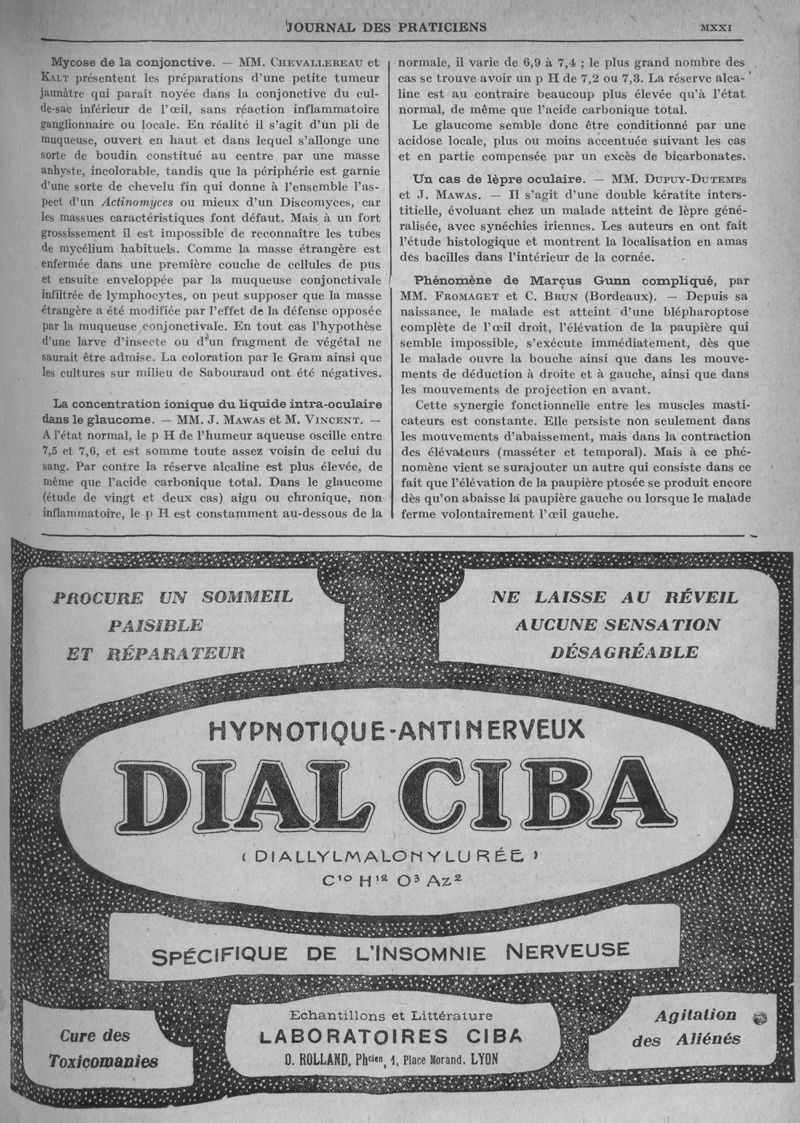 JOURNAL DES PRATICIENS
MXXI
Mycose de la conjonctive. — MM. CHEVALLEREAU et
KALT présentent les préparations d'une petite tumeur
jaunâtre qui paraît noyée dans la conjonctive du cul-
de-sac inférieur de l'œil, sans réaction inflammatoire
ganglionnaire ou locale. En réalité il s'agit d'un pli de
muqueuse, ouvert en haut et dans lequel s'allonge une
sorte de boudin constitué au centre par une masse
anhyste, incolorable, tandis que la périphérie est garnie
d'une sorte de chevelu fin qui donne à l'ensemble l'as-
pect d'un Actinomyces ou mieux d'un Discomyces, car
les massues caractéristiques font défaut. Mais à un fort
grossissement il est impossible de reconnaître les tubes
de mycélium habituels. Comme la masse étrangère est
enfermée dans une première couche de cellules de pus
et ensuite enveloppée par la muqueuse conjonctivale
infiltrée de lymphocytes, on peut supposer que la masse
étrangère a été modifiée par l'effet de la défense opposée
par la muqueuse conjonctivale. En tout cas l'hypothèse
d'une larve d'insecte ou d'un fragment de végétal ne
saurait être admise. La coloration par le Gram ainsi que
les cultures sur milieu de Sabouraud ont été négatives.
La concentration ionique du liquide intra-oculaire
dans le glaucome. — MM. J. MAWAS et M. VINCENT. —
A l'état normal, le p H de l'humeur aqueuse oscille entre
7,5 et 7,6, et est somme toute assez voisin de celui du
sang. Par contre la réserve alcaline est plus élevée, de
même que l'acide carbonique total. Dans le glaucome
(étude de vingt et deux cas) aigu ou chronique, non
inflammatoire, le p H est constamment au-dessous de la
normale, il varie de 6,9 à 7,4 ; le plus grand nombre des
cas se trouve avoir un p H de 7,2 ou 7,3. La réserve alca-
line est au contraire beaucoup plus élevée qu'à l'état
normal, de même que l'acide carbonique total.
Le glaucome semble donc être conditionné par une
acidose locale, plus ou moins accentuée suivant les cas
et en partie compensée par un excès de bicarbonates.
Un cas de lèpre oculaire. — MM. DUPUY-DUTEMPS
et J. MAWAS. — Il s'agit d'une double kératite inters-
titielle, évoluant chez un malade atteint de lèpre géné-
ralisée, avec synéchies iriennes. Les auteurs en ont fait
l'étude histologique et montrent la localisation en amas
des bacilles dans l'intérieur de la cornée.
Phénomène de Marcus Gunn compliqué, par
MM. FROMAGET et C. BRUN (Bordeaux). — Depuis sa
naissance, le malade est atteint d'une blépharoptose
complète de l'œil droit, l'élévation de la paupière qui
semble impossible, s'exécute immédiatement, dès que
le malade ouvre la bouche ainsi que dans les mouve-
ments de déduction à droite et à gauche, ainsi que dans
les mouvements de projection en avant.
Cette synergie fonctionnelle entre les muscles masti-
cateurs est constante. Elle persiste non seulement dans
les mouvements d'abaissement, mais dans la contraction
des élévateurs (masséter et temporal). Mais à ce phé-
nomène vient se surajouter un autre qui consiste dans ce
fait que l'élévation de la paupière ptosée se produit encore
dès qu'on abaisse la paupière gauche ou lorsque le malade
ferme volontairement l'œil gauche.
PROCURE UN SOMMEIL
PAISIBLE
ET RÉPARATEUR
NE LAISSE AU RÉVEIL
AUCUNE SENSATION
DÉSAGRÉABLE
HYPNOTIQUE-ANTINERVEUX
DIAL CIBA
(DIALLYLMALONYLURÉE)
C¹⁰ H¹² O³ Az²
SPÉCIFIQUE DE L'INSOMNIE NERVEUSE
Cure des
Toxicomanies
Echantillons et Littérature
LABORATOIRES CIBA
O. ROLLAND, Phcien, 1, Place Morand, LYON
Agitation
des Aliénés